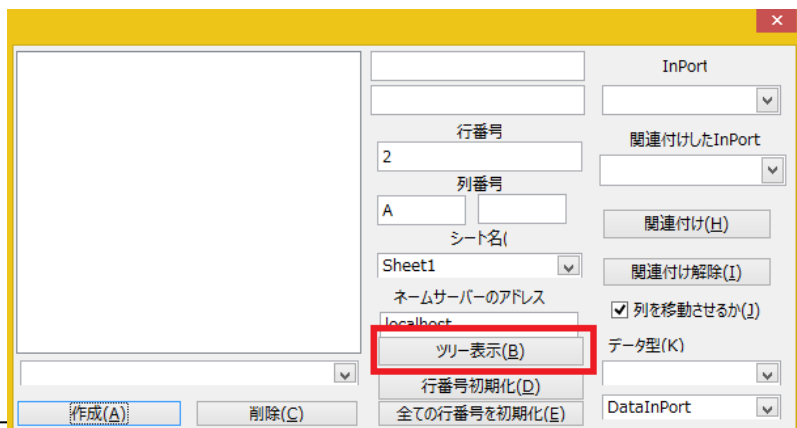 InPort
行番号
関連付けしたInPort
2
列番号
A
関連付け(H)
シート名(
Sheet1
関連付け解除(I)
ネームサーバーのアドレス
列を移動させるか(J)
localhost
ツリー表示(B)
データ型(K)
行番号初期化(D)
作成(A)
削除(C)
全ての行番号を初期化(E)
DataInPort